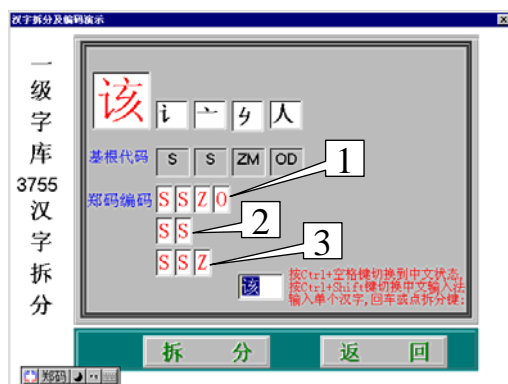 汉字拆分及编码演示
一级字库3755汉字拆分
该 讠 亠  人
基根代码 S S ZM OD
1
郑码编码 S S Z O
S S
2
S S Z
3
该
按Ctrl+空格键切换到中文状态,
按Ctrl+Shift键切换中文输入法
输入单个汉字,回车或点拆分键:
拆 分 返 回
郑码